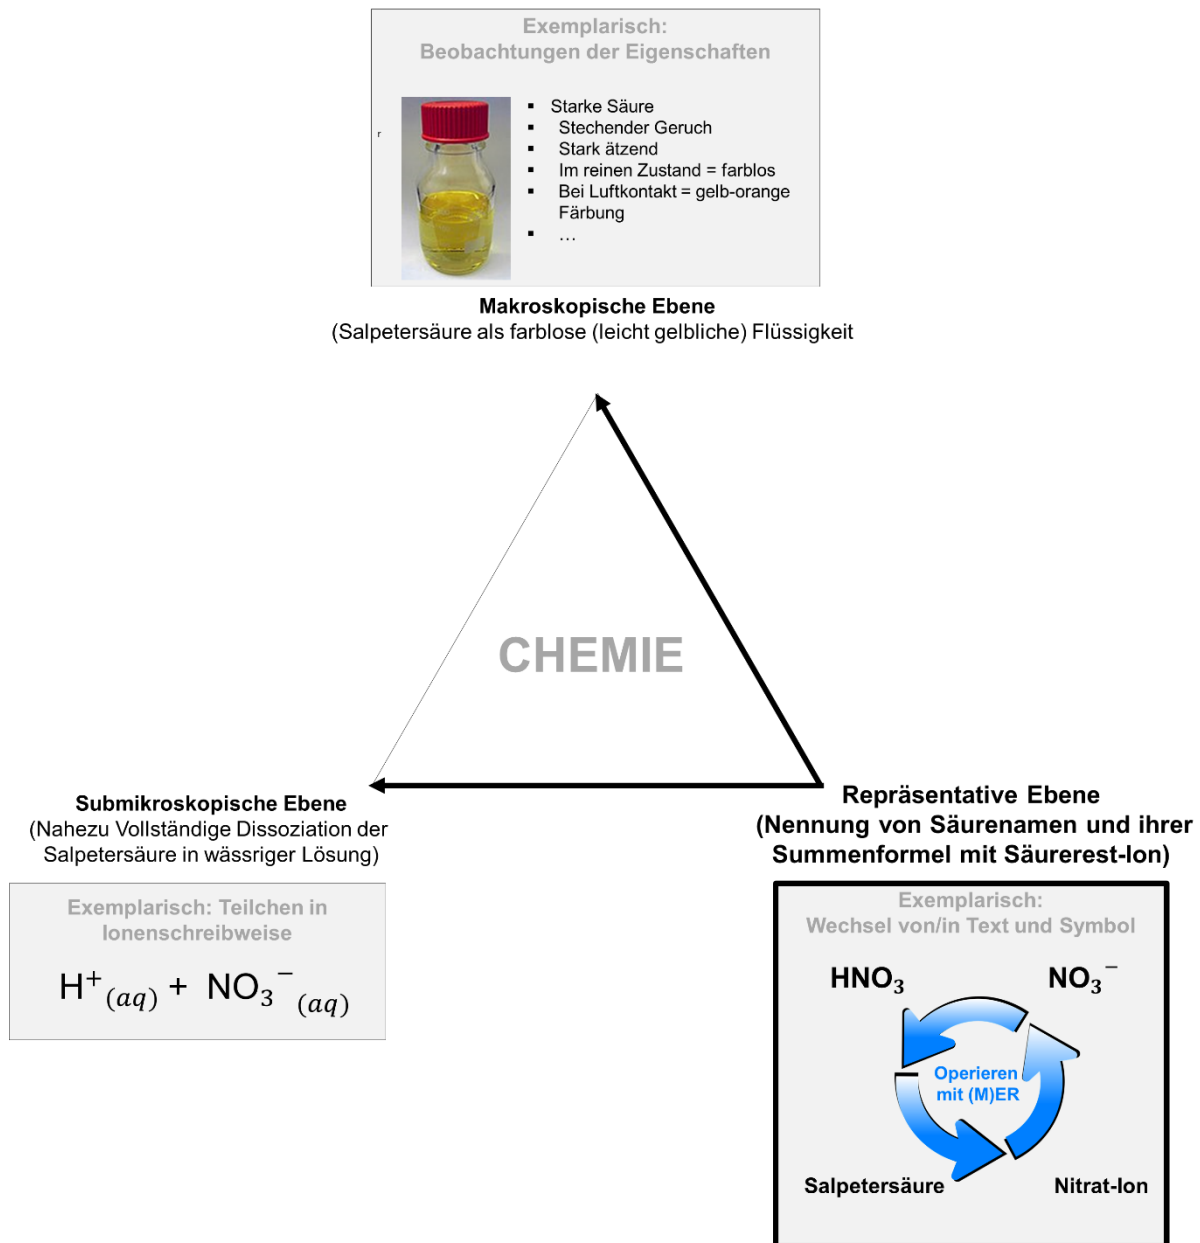 Exemplarisch:
Beobachtungen der Eigenschaften
r
▪ Starke Säure
▪ Stechender Geruch
▪ Stark ätzend
▪ Im reinen Zustand = farblos
▪ Bei Luftkontakt = gelb-orange
Färbung
▪ …
Makroskopische Ebene
(Salpetersäure als farblose (leicht gelbliche) Flüssigkeit
CHEMIE
Submikroskopische Ebene
(Nahezu Vollständige Dissoziation der
Salpetersäure in wässriger Lösung)
Exemplarisch: Teilchen in
Ionenschreibweise
H⁺(aq) + NO₃⁻(aq)
Repräsentative Ebene
(Nennung von Säurenamen und ihrer
Summenformel mit Säurerest-Ion)
Exemplarisch:
Wechsel von/in Text und Symbol
HNO₃ NO₃⁻
Operieren
mit (M)ER
Salpetersäure Nitrat-Ion